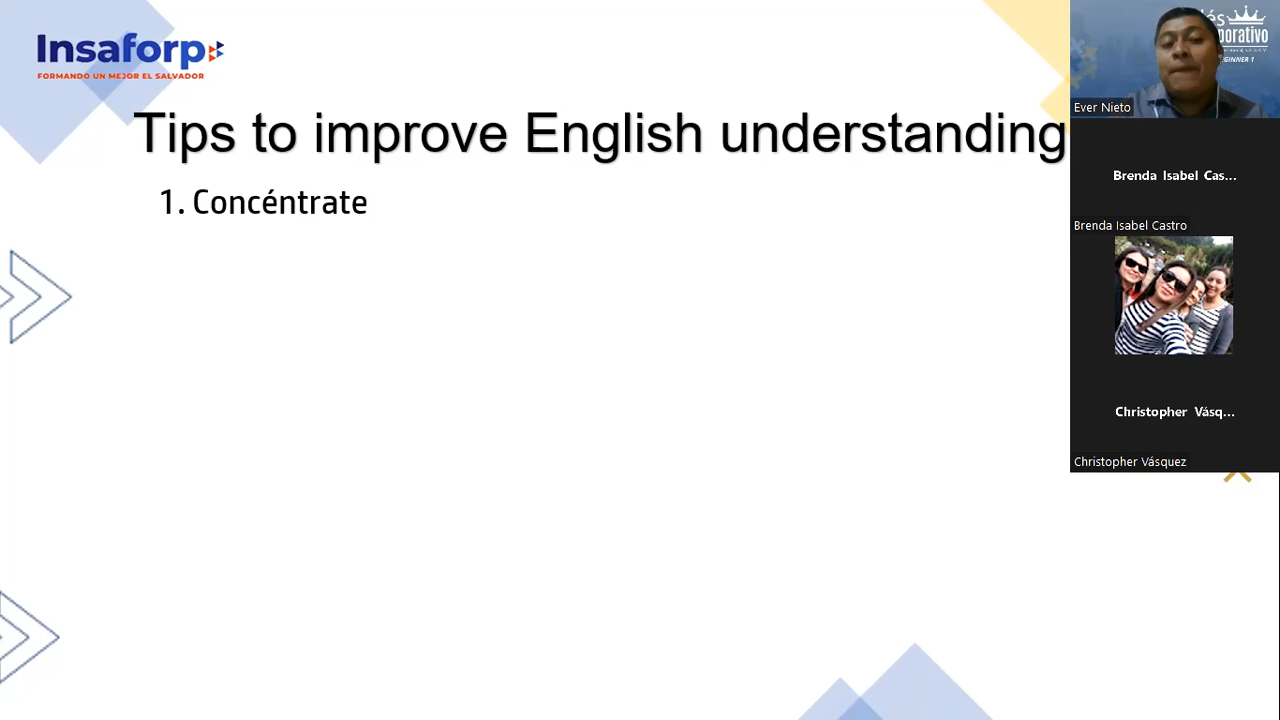 Insaforp
FORMANDO UN MEJOR EL SALVADOR
Tips to improve English understanding
1. Concéntrate
Ever Nieto
Brenda Isabel Cas...
Brenda Isabel Castro
Christopher Vásq...
Christopher Vásquez